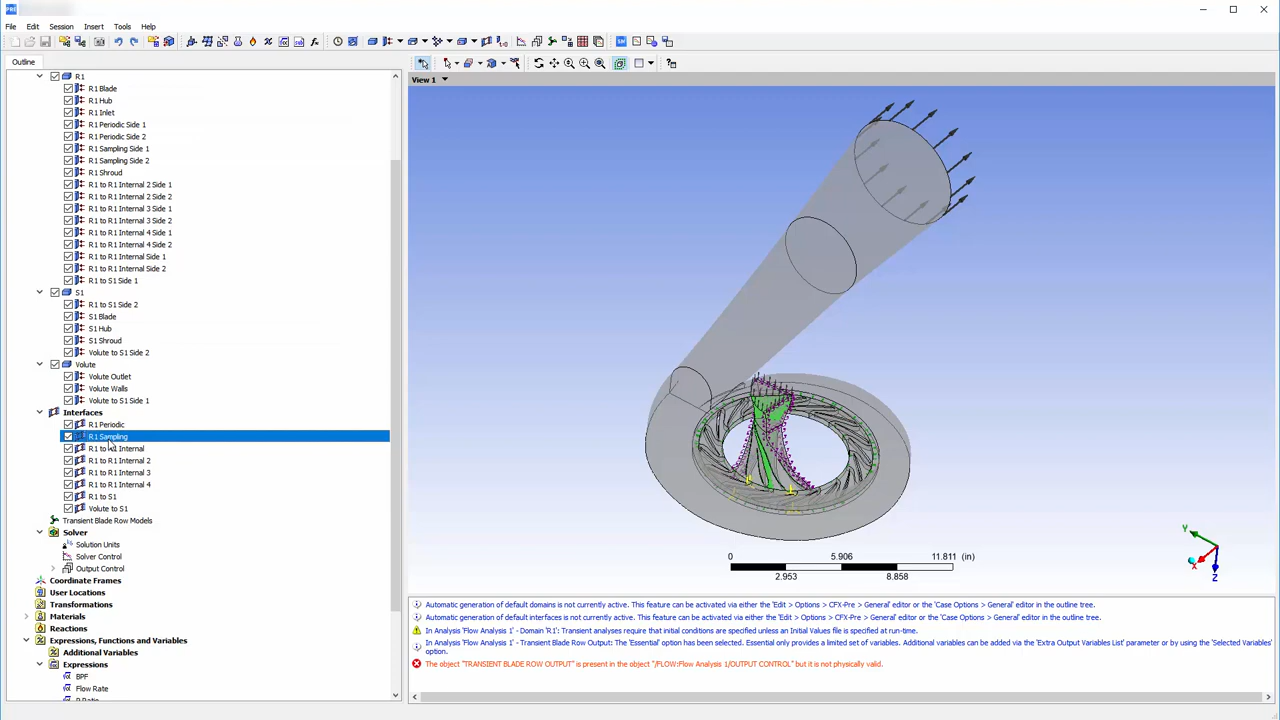 PRE
File Edit Session Insert Tools Help
Outline
View 1
R1
R1 Blade
R1 Hub
R1 Inlet
R1 Periodic Side 1
R1 Periodic Side 2
R1 Sampling Side 1
R1 Sampling Side 2
R1 Shroud
R1 to R1 Internal 2 Side 1
R1 to R1 Internal 2 Side 2
R1 to R1 Internal 3 Side 1
R1 to R1 Internal 3 Side 2
R1 to R1 Internal 4 Side 1
R1 to R1 Internal 4 Side 2
R1 to R1 Internal Side 1
R1 to R1 Internal Side 2
R1 to S1 Side 1
S1
R1 to S1 Side 2
S1 Blade
S1 Hub
S1 Shroud
Volute to S1 Side 2
Volute
Volute Outlet
Volute Walls
Volute to S1 Side 1
Interfaces
R1 Periodic
R1 Sampling
R1 to R1 Internal
R1 to R1 Internal 2
R1 to R1 Internal 3
R1 to R1 Internal 4
R1 to S1
Volute to S1
Transient Blade Row Models
Solver
Solution Units
Solver Control
Output Control
Coordinate Frames
User Locations
Transformations
Materials
Reactions
Expressions, Functions and Variables
Additional Variables
Expressions
BPF
Flow Rate
P Ratio
0 5.906 11.811 (in)
2.953 8.858
Y
X
Z
Automatic generation of default domains is not currently active. This feature can be activated via either the 'Edit > Options > CFX-Pre > General' editor or the 'Case Options > General' editor in the outline tree.
Automatic generation of default interfaces is not currently active. This feature can be activated via either the 'Edit > Options > CFX-Pre > General' editor or the 'Case Options > General' editor in the outline tree.
In Analysis 'Flow Analysis 1' - Domain 'R1': Transient analyses require that initial conditions are specified unless an Initial Values file is specified at run-time.
In Analysis 'Flow Analysis 1' - Transient Blade Row Output: The 'Essential' option has been selected. Essential only provides a limited set of variables. Additional variables can be added via the 'Extra Output Variables List' parameter or by using the 'Selected Variables'
option.
The object "TRANSIENT BLADE ROW OUTPUT" is present in the object "/FLOW:Flow Analysis 1/OUTPUT CONTROL" but it is not physically valid.